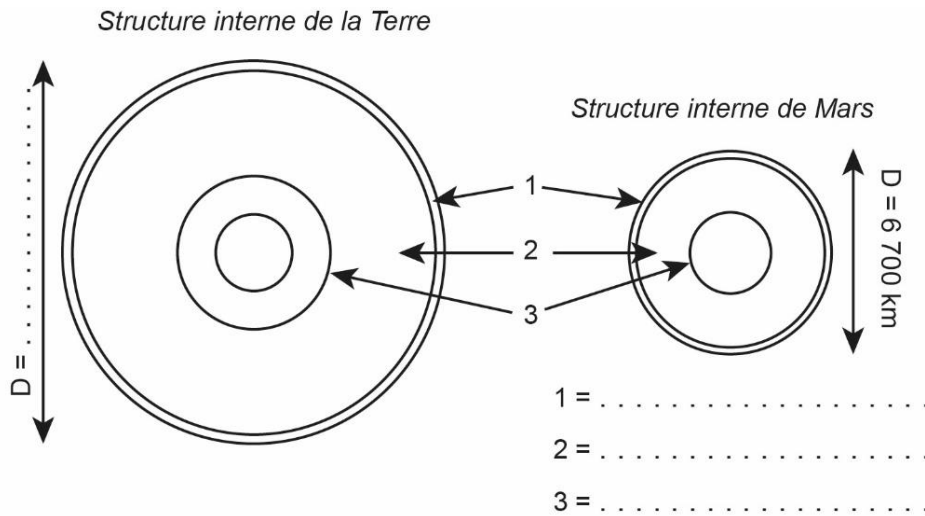 Structure interne de la Terre
Structure interne de Mars
D = . . . . . . . . . . . . . . . . . . .
1
2
3
D = 6 700 km
1 = . . . . . . . . . . . . . . . . . . .
2 = . . . . . . . . . . . . . . . . . . .
3 = . . . . . . . . . . . . . . . . . . .